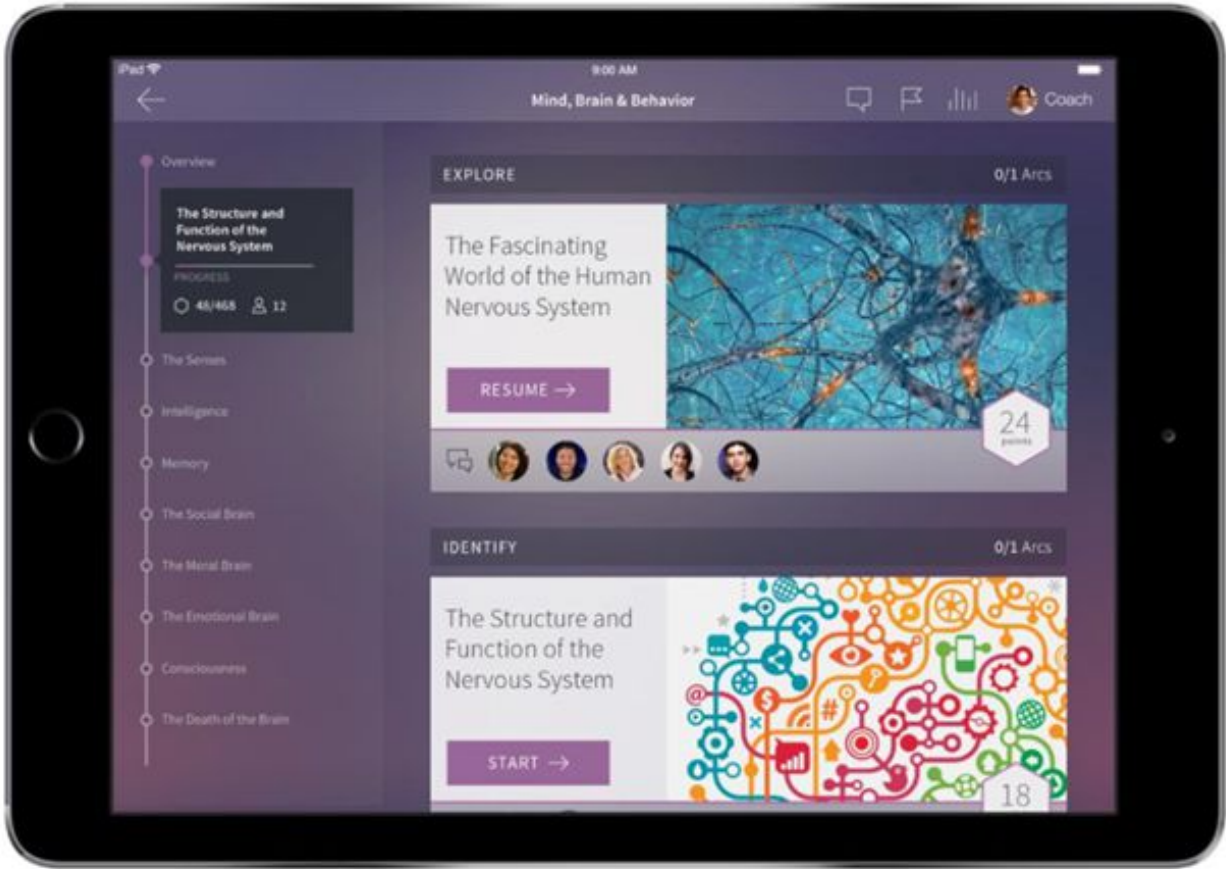 iPad
9:00 AM
Mind, Brain & Behavior
Coach
Overview
The Structure and
Function of the
Nervous System
PROGRESS
48/468 12
The Senses
Intelligence
Memory
The Social Brain
The Moral Brain
The Emotional Brain
Consciousness
The Death of the Brain
EXPLORE 0/1 Arcs
The Fascinating
World of the Human
Nervous System
RESUME →
24
points
IDENTIFY 0/1 Arcs
The Structure and
Function of the
Nervous System
START →
18